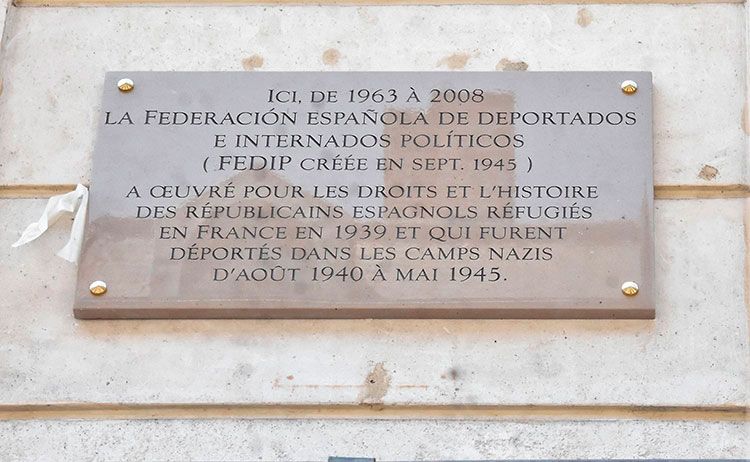 ICI, DE 1963 À 2008
LA FEDERACIÓN ESPAÑOLA DE DEPORTADOS
E INTERNADOS POLÍTICOS
( FEDIP CRÉÉE EN SEPT. 1945 )
A ŒUVRÉ POUR LES DROITS ET L'HISTOIRE
DES RÉPUBLICAINS ESPAGNOLS RÉFUGIÉS
EN FRANCE EN 1939 ET QUI FURENT
DÉPORTÉS DANS LES CAMPS NAZIS
D'AOÛT 1940 À MAI 1945.